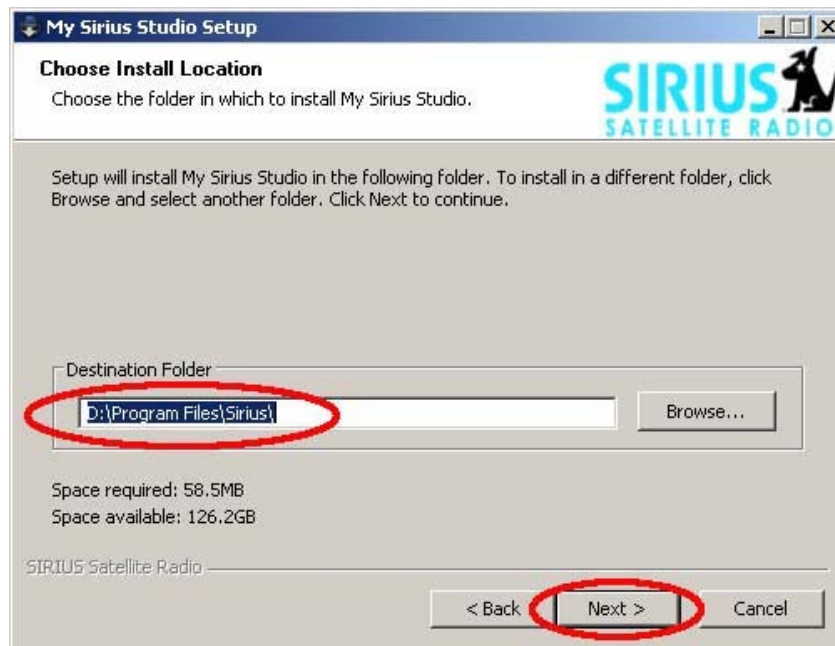 My Sirius Studio Setup
Choose Install Location
Choose the folder in which to install My Sirius Studio.
SIRIUS
SATELLITE RADIO
Setup will install My Sirius Studio in the following folder. To install in a different folder, click
Browse and select another folder. Click Next to continue.
Destination Folder
D:\Program Files\Sirius\
Browse...
Space required: 58.5MB
Space available: 126.2GB
SIRIUS Satellite Radio
< Back Next > Cancel